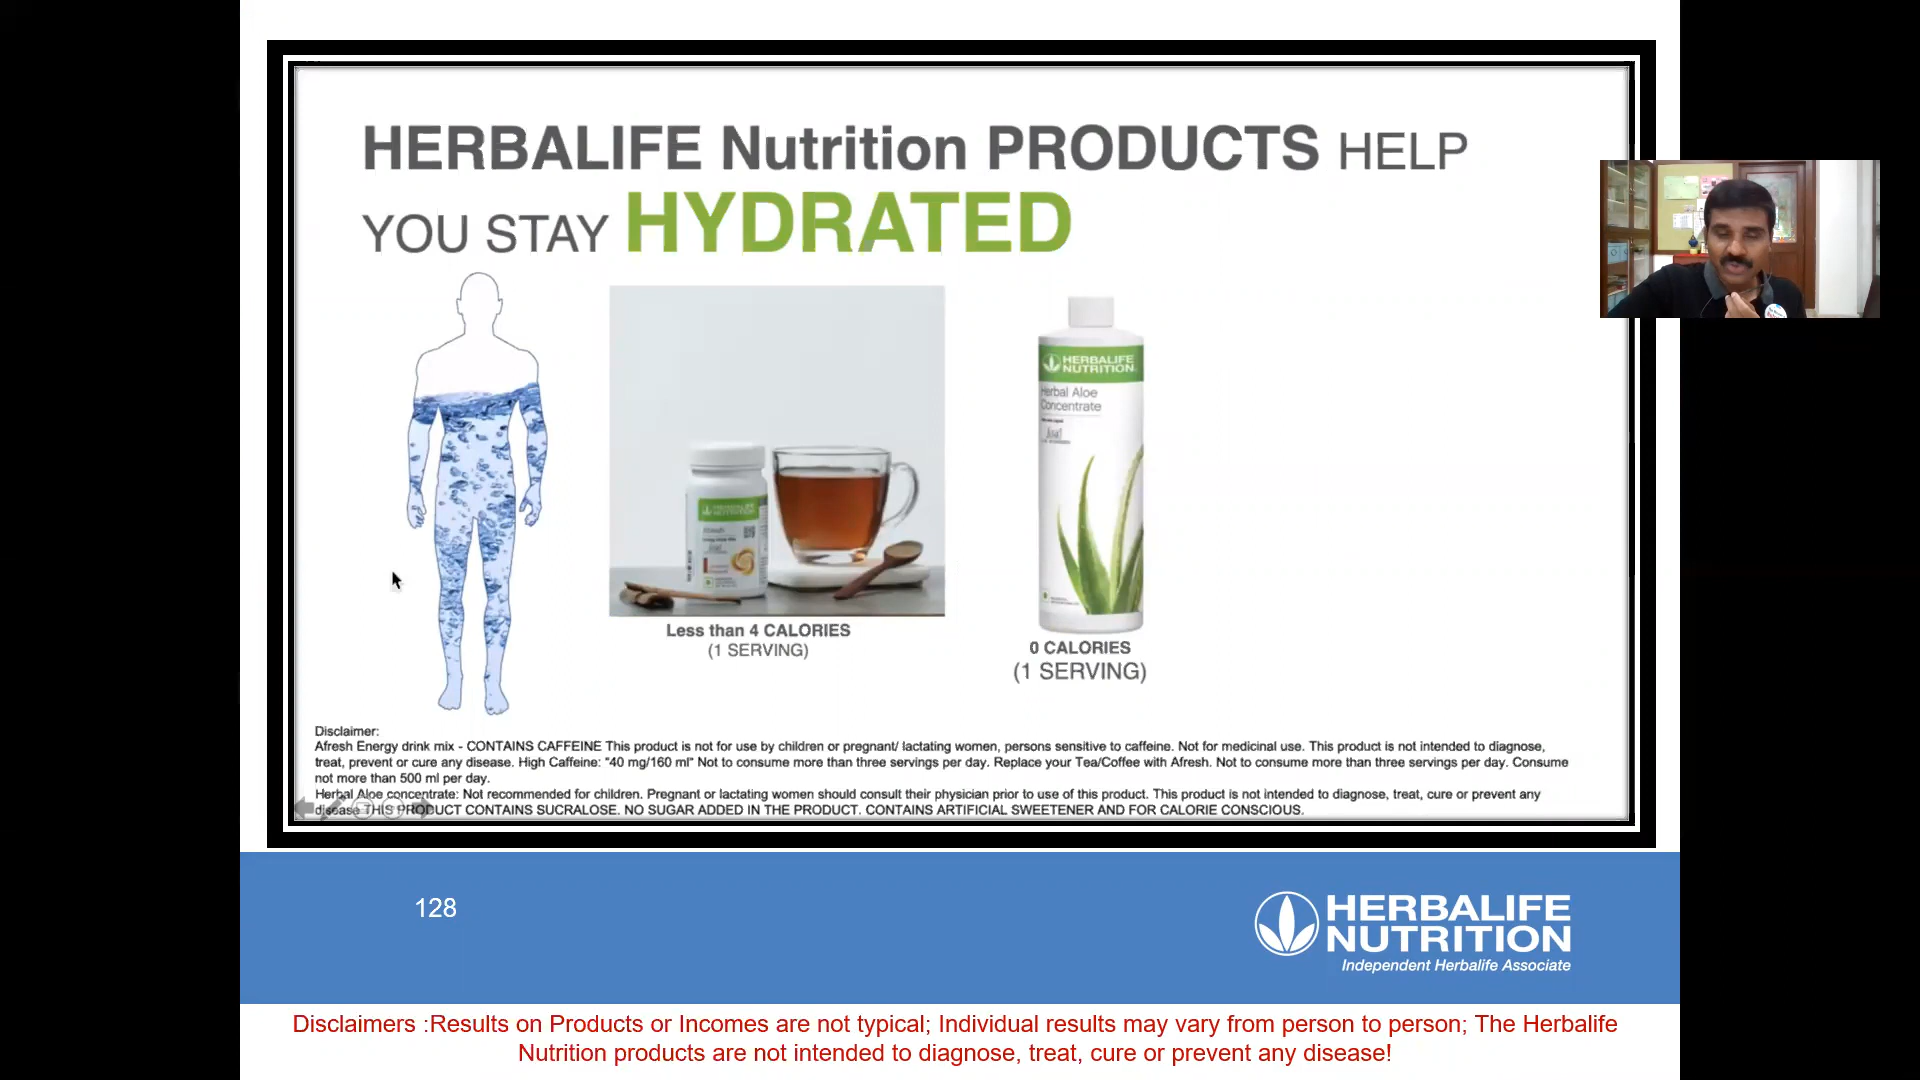 HERBALIFE Nutrition PRODUCTS HELP
YOU STAY HYDRATED
HERBALIFE
NUTRITION
Herbal Aloe
Concentrate
Less than 4 CALORIES
(1 SERVING)
0 CALORIES
(1 SERVING)
Disclaimer:
Afresh Energy drink mix - CONTAINS CAFFEINE This product is not for use by children or pregnant/ lactating women, persons sensitive to caffeine. Not for medicinal use. This product is not intended to diagnose,
treat, prevent or cure any disease. High Caffeine: "40 mg/160 ml" Not to consume more than three servings per day. Replace your Tea/Coffee with Afresh. Not to consume more than three servings per day. Consume
not more than 500 ml per day.
Herbal Aloe concentrate: Not recommended for children. Pregnant or lactating women should consult their physician prior to use of this product. This product is not intended to diagnose, treat, cure or prevent any
disease THIS PRODUCT CONTAINS SUCRALOSE. NO SUGAR ADDED IN THE PRODUCT. CONTAINS ARTIFICIAL SWEETENER AND FOR CALORIE CONSCIOUS.
128
HERBALIFE
NUTRITION
Independent Herbalife Associate
Disclaimers :Results on Products or Incomes are not typical; Individual results may vary from person to person; The Herbalife
Nutrition products are not intended to diagnose, treat, cure or prevent any disease!